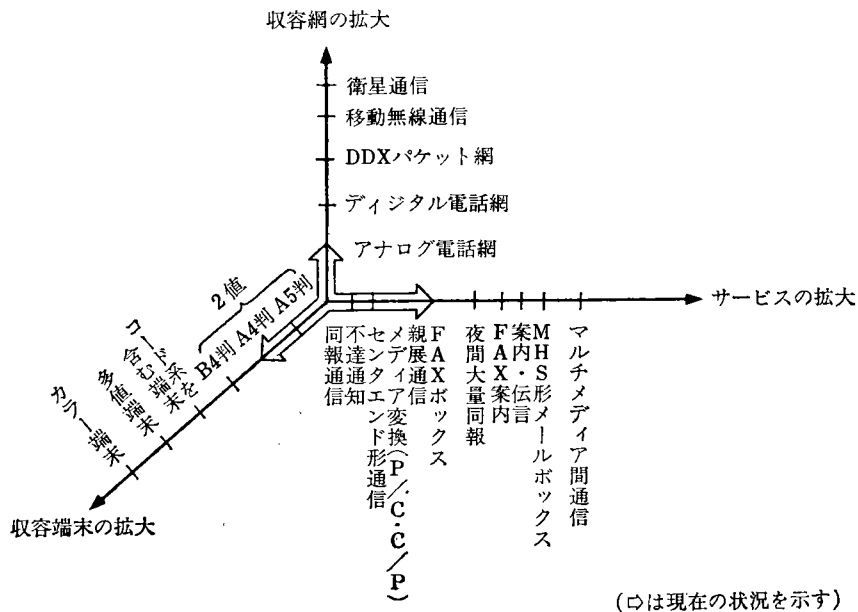 収容網の拡大
衛星通信
移動無線通信
DDXパケット網
ディジタル電話網
アナログ電話網
サービスの拡大
同報通信
不達通知
センタエンド形通信
メディア変換(P/C・C/P)
親展通信
FAXボックス
夜間大量同報
FAX案内
案内・伝言
MHS形メールボックス
マルチメディア間通信
2値
A5判
A4判
B4判
コード端末系を
含む端末
多値端末
カラー端末
収容端末の拡大
(⇨は現在の状況を示す)